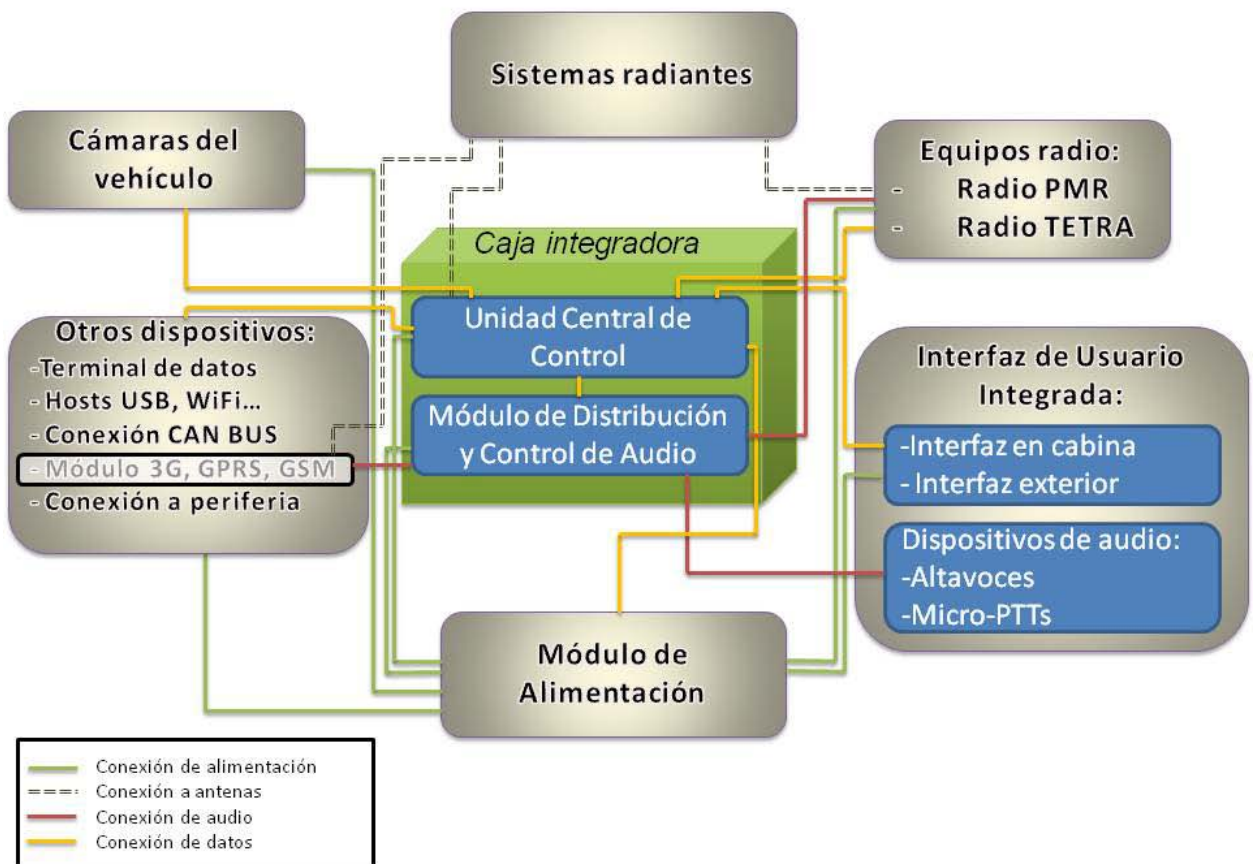 Sistemas radiantes
Cámaras del
vehículo
Equipos radio:
- Radio PMR
- Radio TETRA
Caja integradora
Unidad Central de
Control
Módulo de Distribución
y Control de Audio
Otros dispositivos:
-Terminal de datos
- Hosts USB, WiFi...
- Conexión CAN BUS
- Módulo 3G, GPRS, GSM
- Conexión a periferia
Interfaz de Usuario
Integrada:
-Interfaz en cabina
- Interfaz exterior
Dispositivos de audio:
-Altavoces
-Micro-PTTs
Módulo de
Alimentación
Conexión de alimentación
Conexión a antenas
Conexión de audio
Conexión de datos